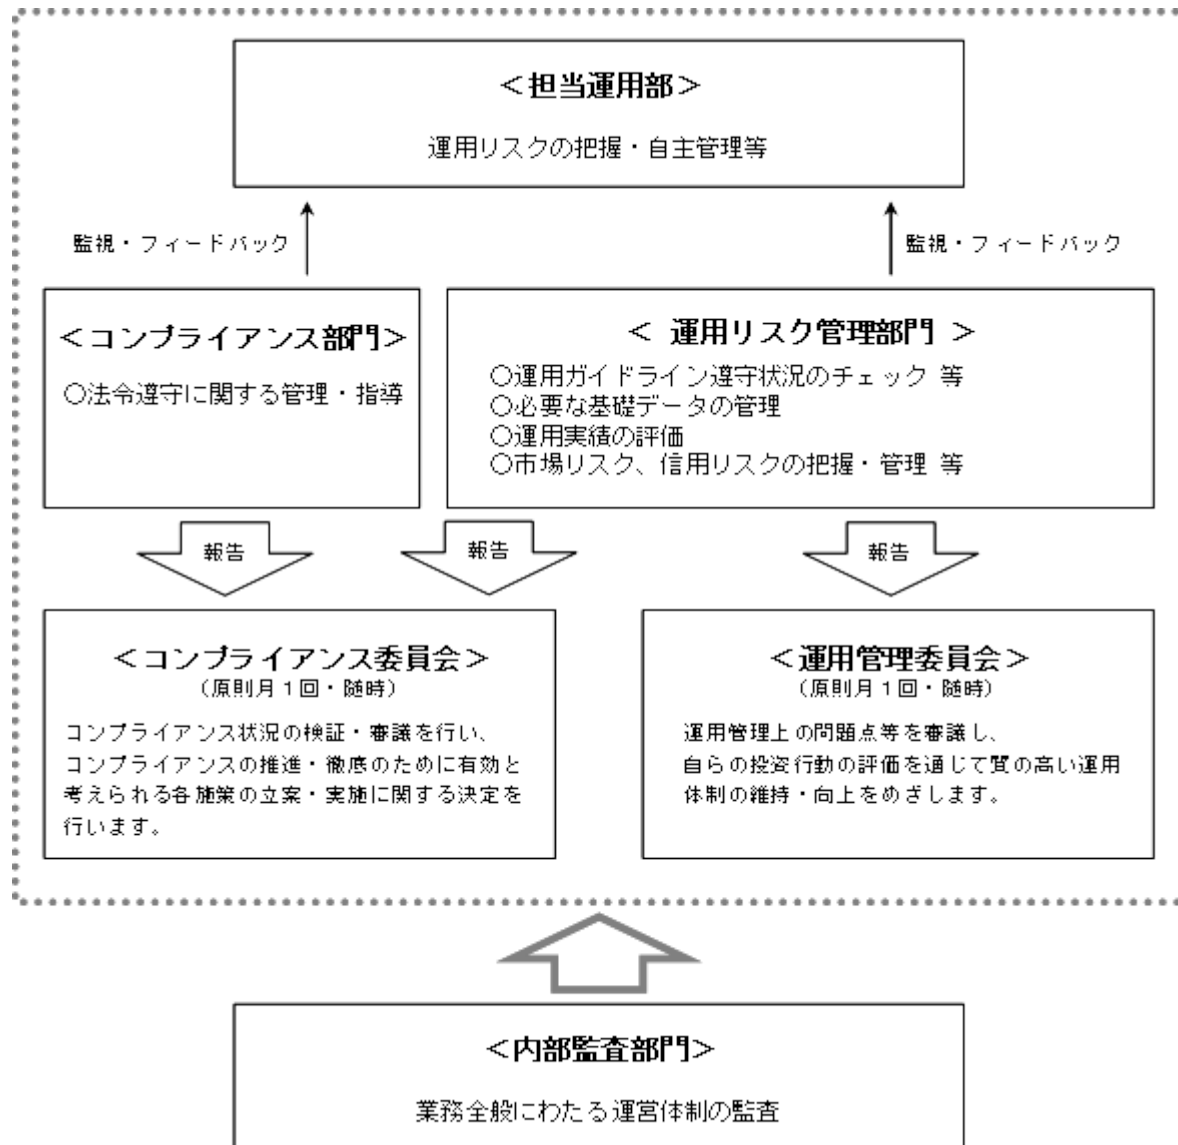 ＜担当運用部＞
運用リスクの把握・自主管理等
監視・フィードバック
監視・フィードバック
＜コンプライアンス部門＞
○法令遵守に関する管理・指導
＜ 運用リスク管理部門 ＞
○運用ガイドライン遵守状況のチェック 等
○必要な基礎データの管理
○運用実績の評価
○市場リスク、信用リスクの把握・管理 等
報告
報告
報告
＜コンプライアンス委員会＞
（原則月１回・随時）
コンプライアンス状況の検証・審議を行い、
コンプライアンスの推進・徹底のために有効と
考えられる各施策の立案・実施に関する決定を
行います。
＜運用管理委員会＞
（原則月１回・随時）
運用管理上の問題点等を審議し、
自らの投資行動の評価を通じて質の高い運用
体制の維持・向上をめざします。
＜内部監査部門＞
業務全般にわたる運営体制の監査